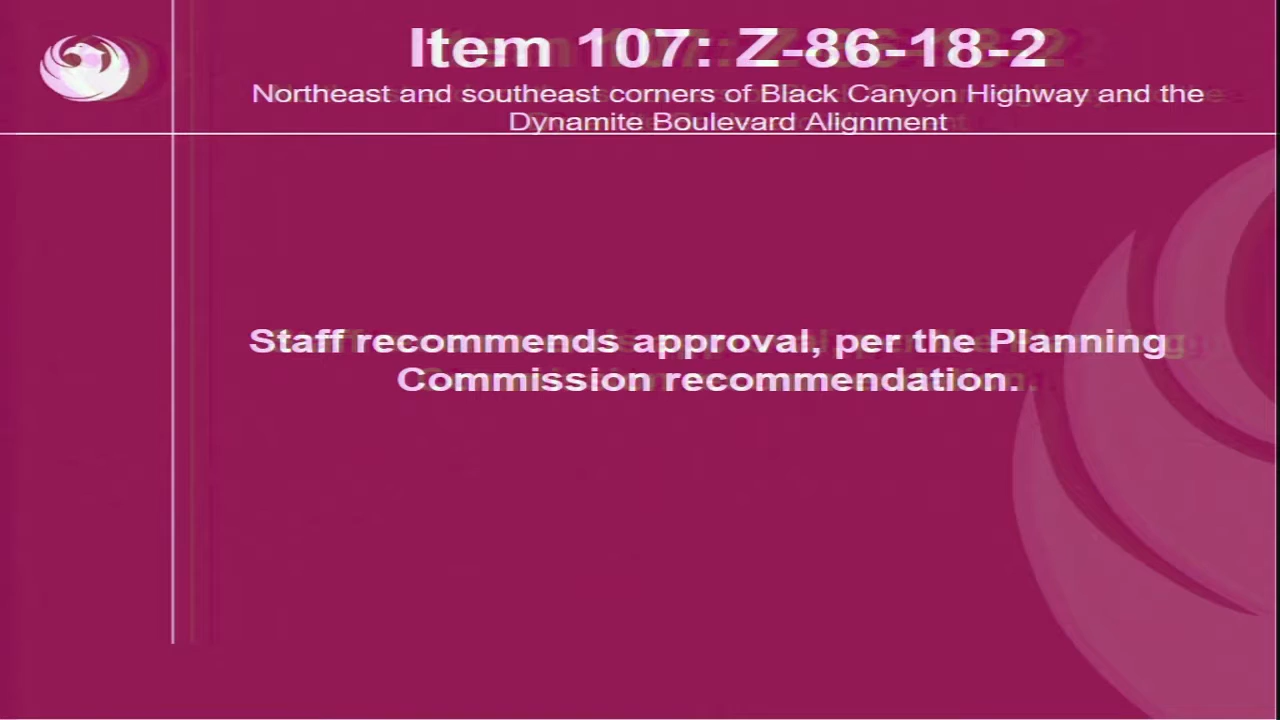 Item 107: Z-86-18-2
Northeast and southeast corners of Black Canyon Highway and the
Dynamite Boulevard Alignment
Staff recommends approval, per the Planning
Commission recommendation.